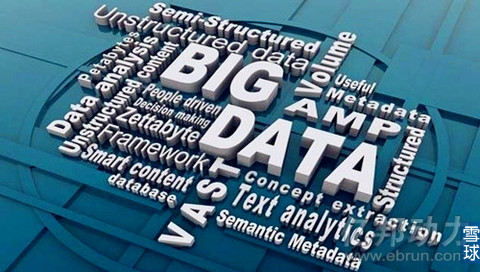 Semi-Structured
Unstructured data
Petabytes
Data analysis
Unstructured content
BIG
DATA
Volume
Useful
Metadata
AMP
People driven
Decision making
Zettabyte
Framework
Smart content
database
VAST
Structured
Concept extraction
Text analytics
Semantic Metadata
亿邦动力
www.ebrun.com
雪球